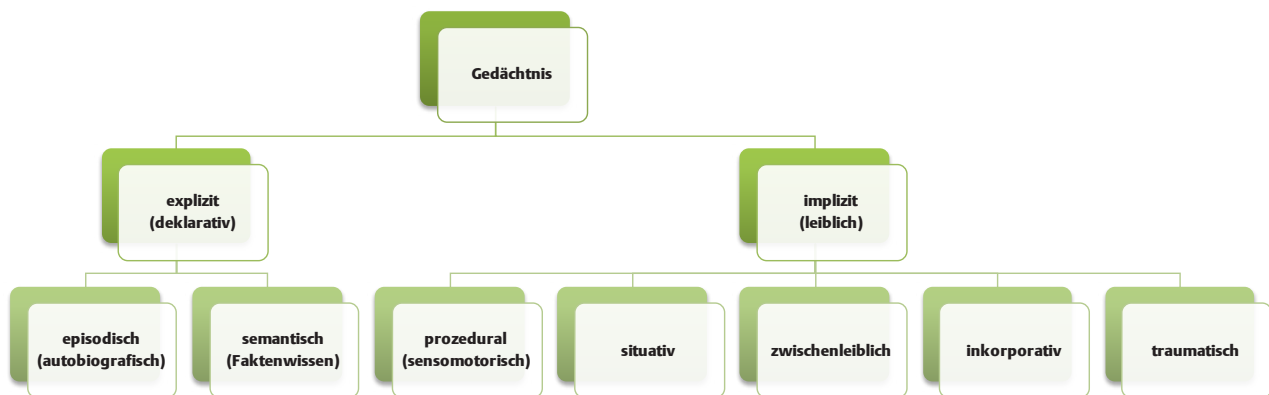 Gedächtnis
explizit
(deklarativ)
implizit
(leiblich)
episodisch
(autobiografisch)
semantisch
(Faktenwissen)
prozedural
(sensomotorisch)
situativ
zwischenleiblich
inkorporativ
traumatisch